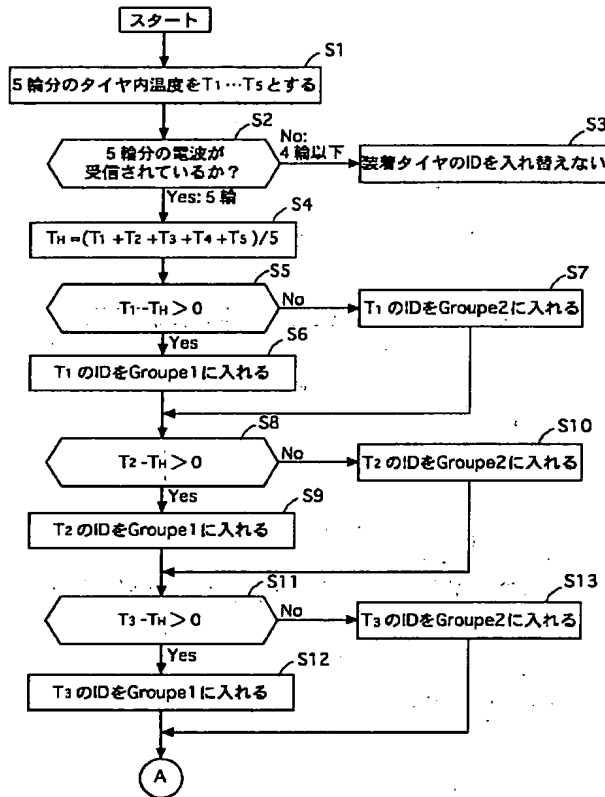 スタート
S1
5輪分のタイヤ内温度をT1…T5とする
S2
5輪分の電波が
受信されているか？
No:
4輪以下
S3
装着タイヤのIDを入れ替えない
Yes: 5輪
S4
TH=(T1+T2+T3+T4+T5)/5
S5
T1-TH>0
No
S7
T1のIDをGroupe2に入れる
Yes
S6
T1のIDをGroupe1に入れる
S8
T2-TH>0
No
S10
T2のIDをGroupe2に入れる
Yes
S9
T2のIDをGroupe1に入れる
S11
T3-TH>0
No
S13
T3のIDをGroupe2に入れる
Yes
S12
T3のIDをGroupe1に入れる
A